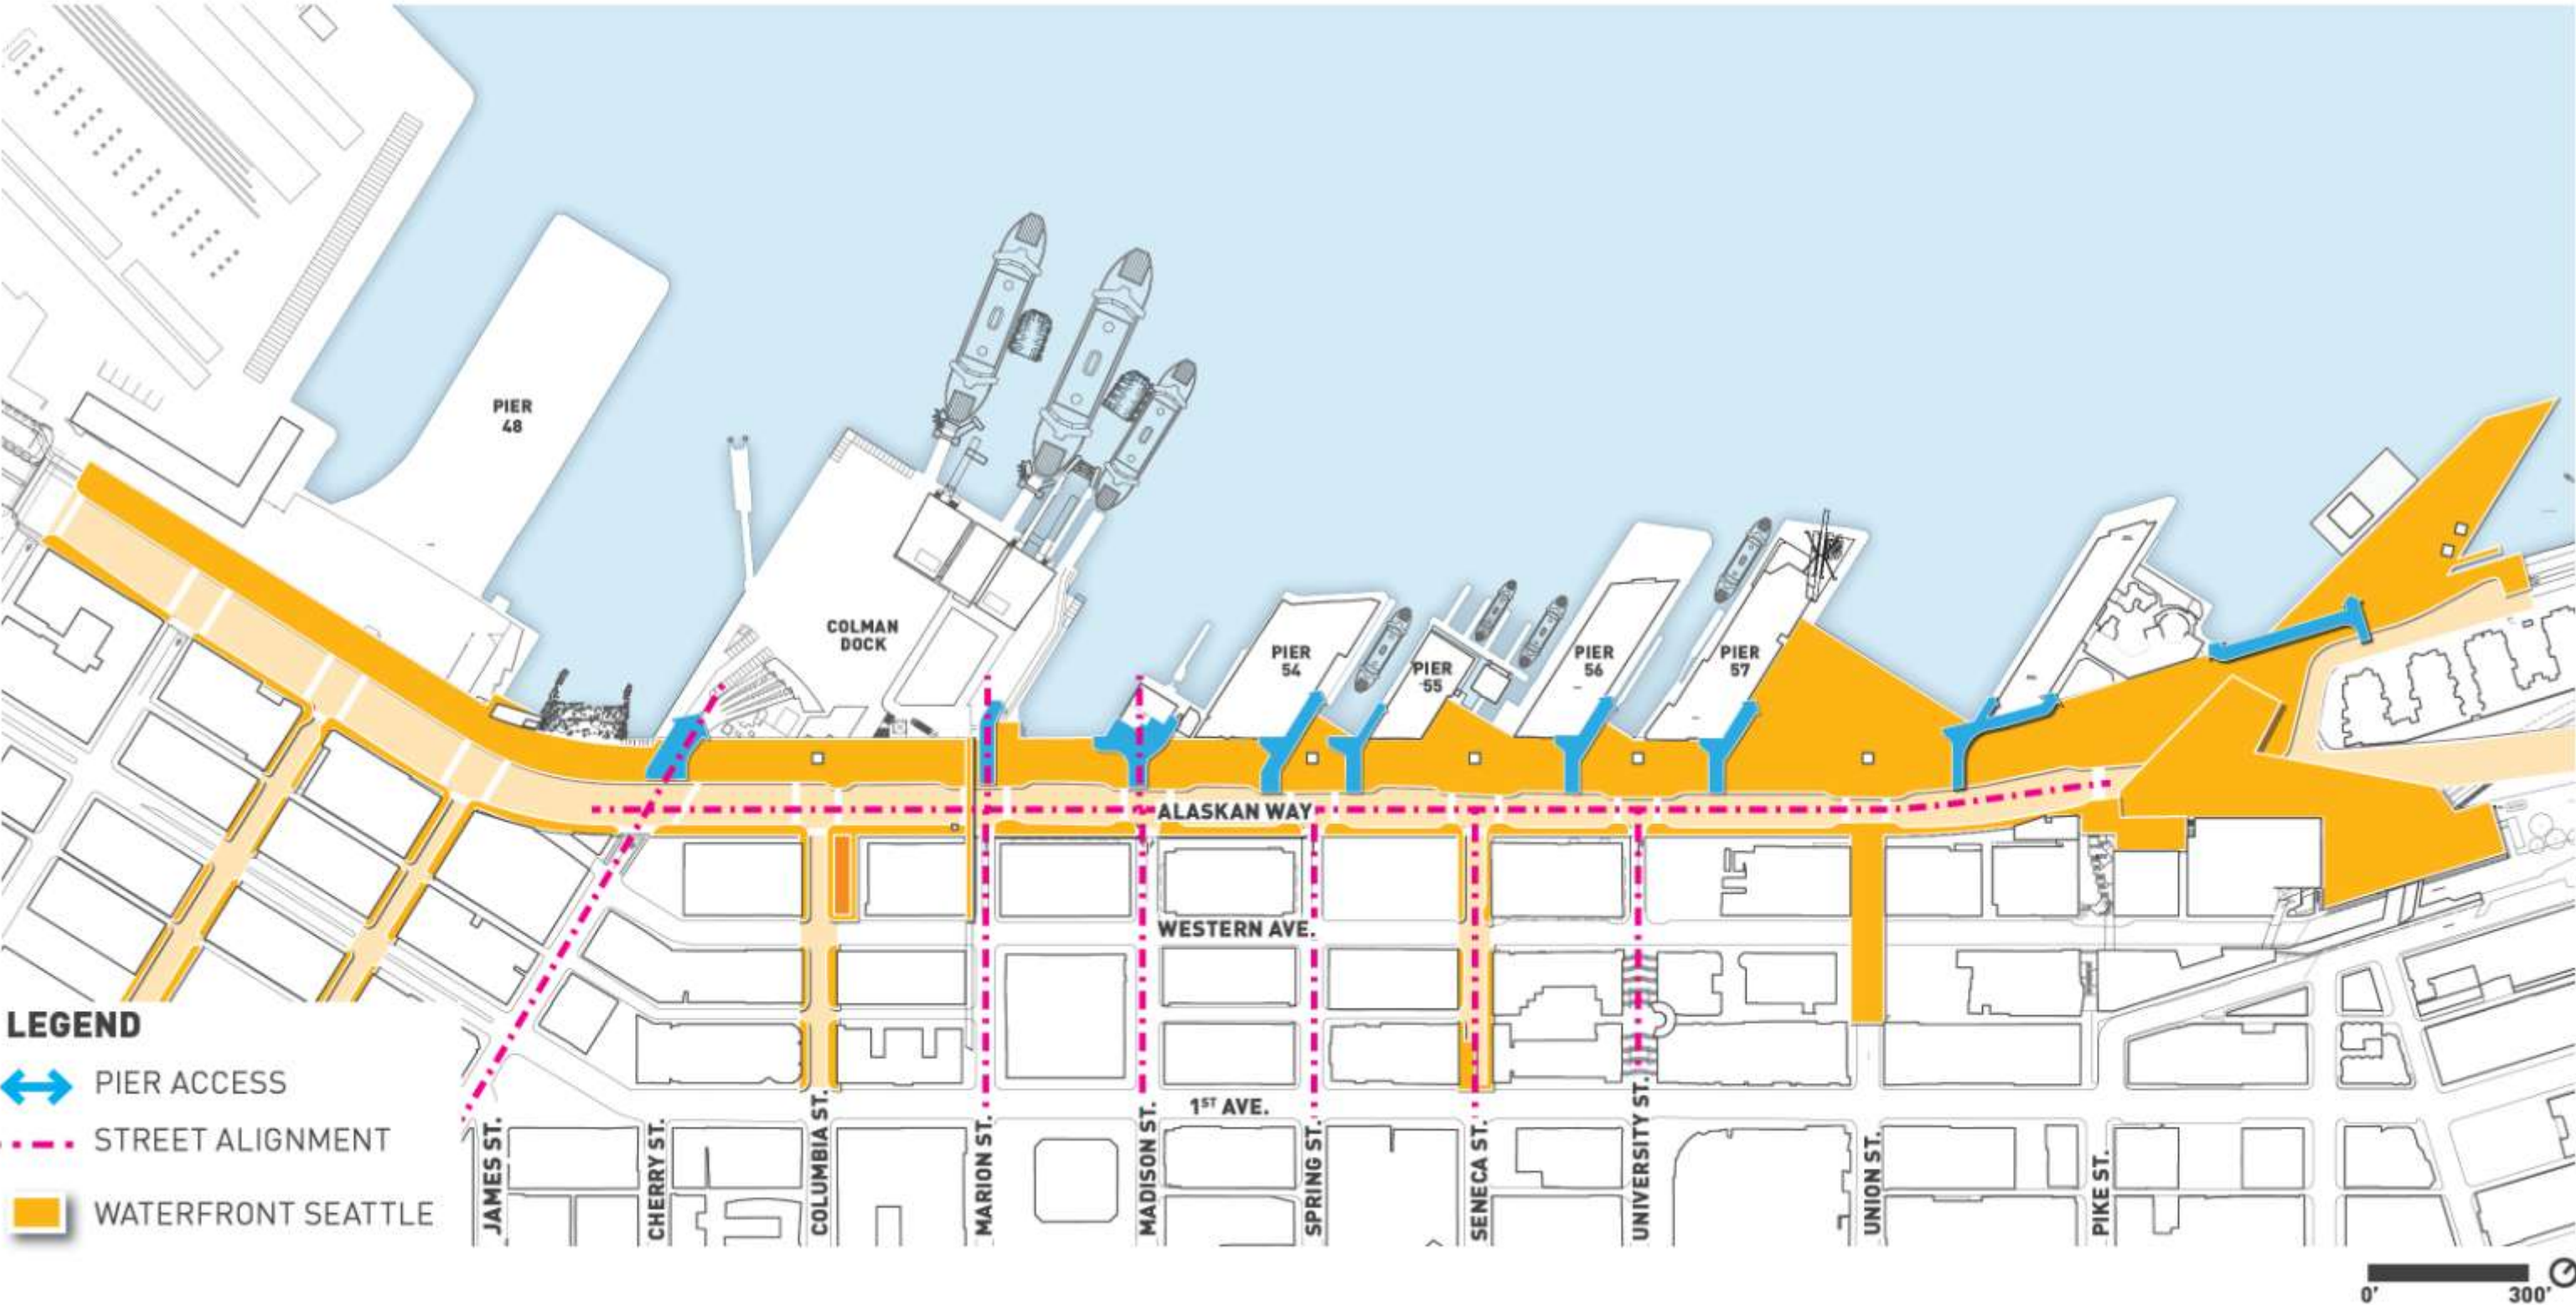 PIER
48
COLMAN
DOCK
PIER
54
PIER
55
PIER
56
PIER
57
ALASKAN WAY
WESTERN AVE.
1ST AVE.
LEGEND
PIER ACCESS
STREET ALIGNMENT
WATERFRONT SEATTLE
JAMES ST.
CHERRY ST.
COLUMBIA ST.
MARION ST.
MADISON ST.
SPRING ST.
SENECA ST.
UNIVERSITY ST.
UNION ST.
PIKE ST.
0' 300'